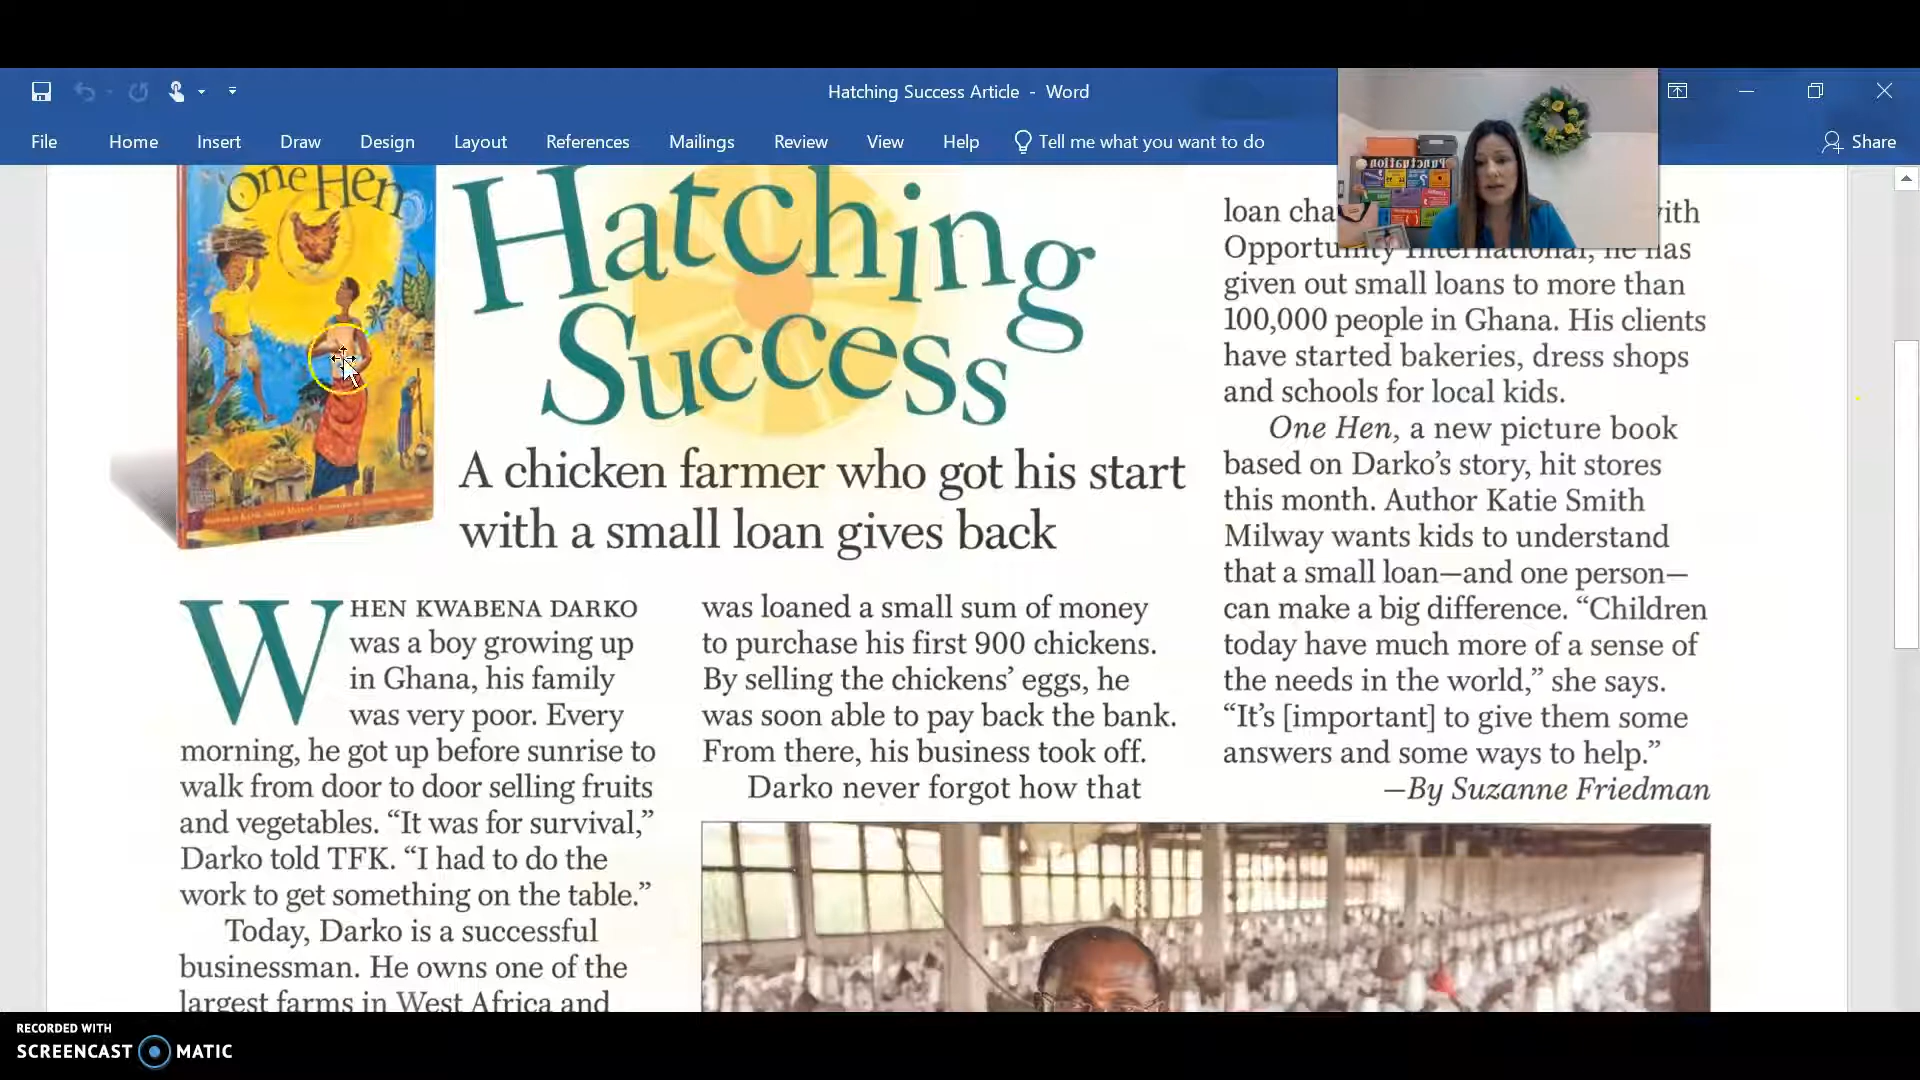 Hatching Success Article - Word
File Home Insert Draw Design Layout References Mailings Review View Help Tell me what you want to do Share
Punctuation
One Hen
Hatching
Success
A chicken farmer who got his start
with a small loan gives back
WHEN KWABENA DARKO
was a boy growing up
in Ghana, his family
was very poor. Every
morning, he got up before sunrise to
walk from door to door selling fruits
and vegetables. “It was for survival,”
Darko told TFK. “I had to do the
work to get something on the table.”
Today, Darko is a successful
businessman. He owns one of the
largest farms in West Africa and
was loaned a small sum of money
to purchase his first 900 chickens.
By selling the chickens’ eggs, he
was soon able to pay back the bank.
From there, his business took off.
Darko never forgot how that
loan cha
Opportunity International, he has
given out small loans to more than
100,000 people in Ghana. His clients
have started bakeries, dress shops
and schools for local kids.
One Hen, a new picture book
based on Darko’s story, hit stores
this month. Author Katie Smith
Milway wants kids to understand
that a small loan—and one person—
can make a big difference. “Children
today have much more of a sense of
the needs in the world,” she says.
“It’s [important] to give them some
answers and some ways to help.”
—By Suzanne Friedman
RECORDED WITH
SCREENCAST MATIC